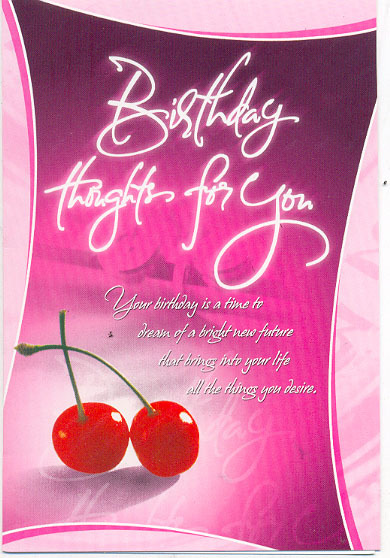 Birthday
thoughts for You
Your birthday is a time to
dream of a bright new future
that brings into your life
all the things you desire.